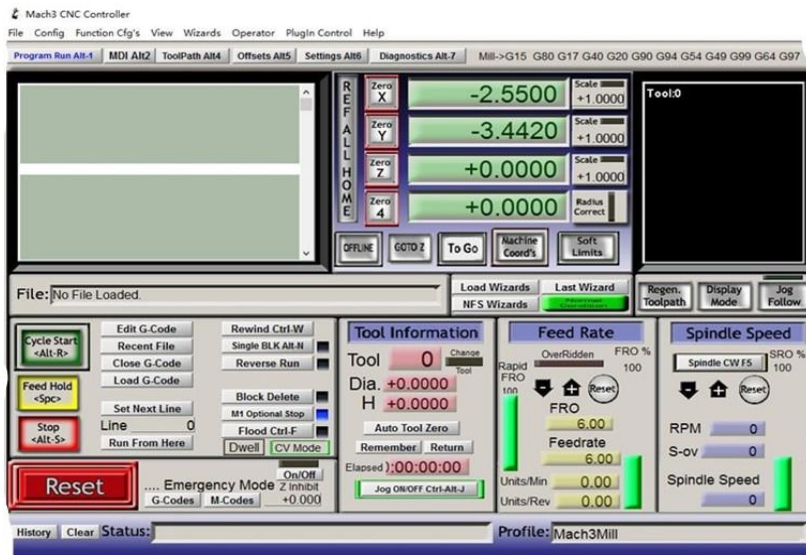 Mach3 CNC Controller
File Config Function Cfg's View Wizards Operator PlugIn Control Help
Program Run Alt-1 MDI Alt2 ToolPath Alt4 Offsets Alt5 Settings Alt6 Diagnostics Alt-7 Mill->G15 G80 G17 G40 G20 G90 G94 G54 G49 G99 G64 G97
REF ALL HOME
Zero X -2.5500 Scale +1.0000
Zero Y -3.4420 Scale +1.0000
Zero Z +0.0000 Scale +1.0000
Zero 4 +0.0000 Radius Correct
OFFLINE GOTO Z To Go Machine Coord's Soft Limits
Tool:0
File: No File Loaded.
Load Wizards Last Wizard
NFS Wizards Normal Condition
Regen. Toolpath Display Mode Jog Follow
Cycle Start <Alt-R>
Feed Hold <Spc>
Stop <Alt-S>
Edit G-Code
Recent File
Close G-Code
Load G-Code
Set Next Line
Line 0
Run From Here
Rewind Ctrl-W
Single BLK Alt-N
Reverse Run
Block Delete
M1 Optional Stop
Flood Ctrl-F
Dwell CV Mode
Reset
.... Emergency Mode
G-Codes M-Codes
On/Off
Z Inhibit
+0.000
Tool Information
Tool 0 Change Tool
Dia. +0.0000
H +0.0000
Auto Tool Zero
Remember Return
Elapsed ):00:00:00
Jog ON/OFF Ctrl-Alt-J
Feed Rate
OverRidden FRO %
100
Rapid FRO
100
Reset
FRO
6.00
Feedrate
6.00
Units/Min 0.00
Units/Rev 0.00
Spindle Speed
Spindle CW F5 SRO %
100
Reset
RPM 0
S-ov 0
Spindle Speed
0
History Clear Status: Profile: Mach3Mill